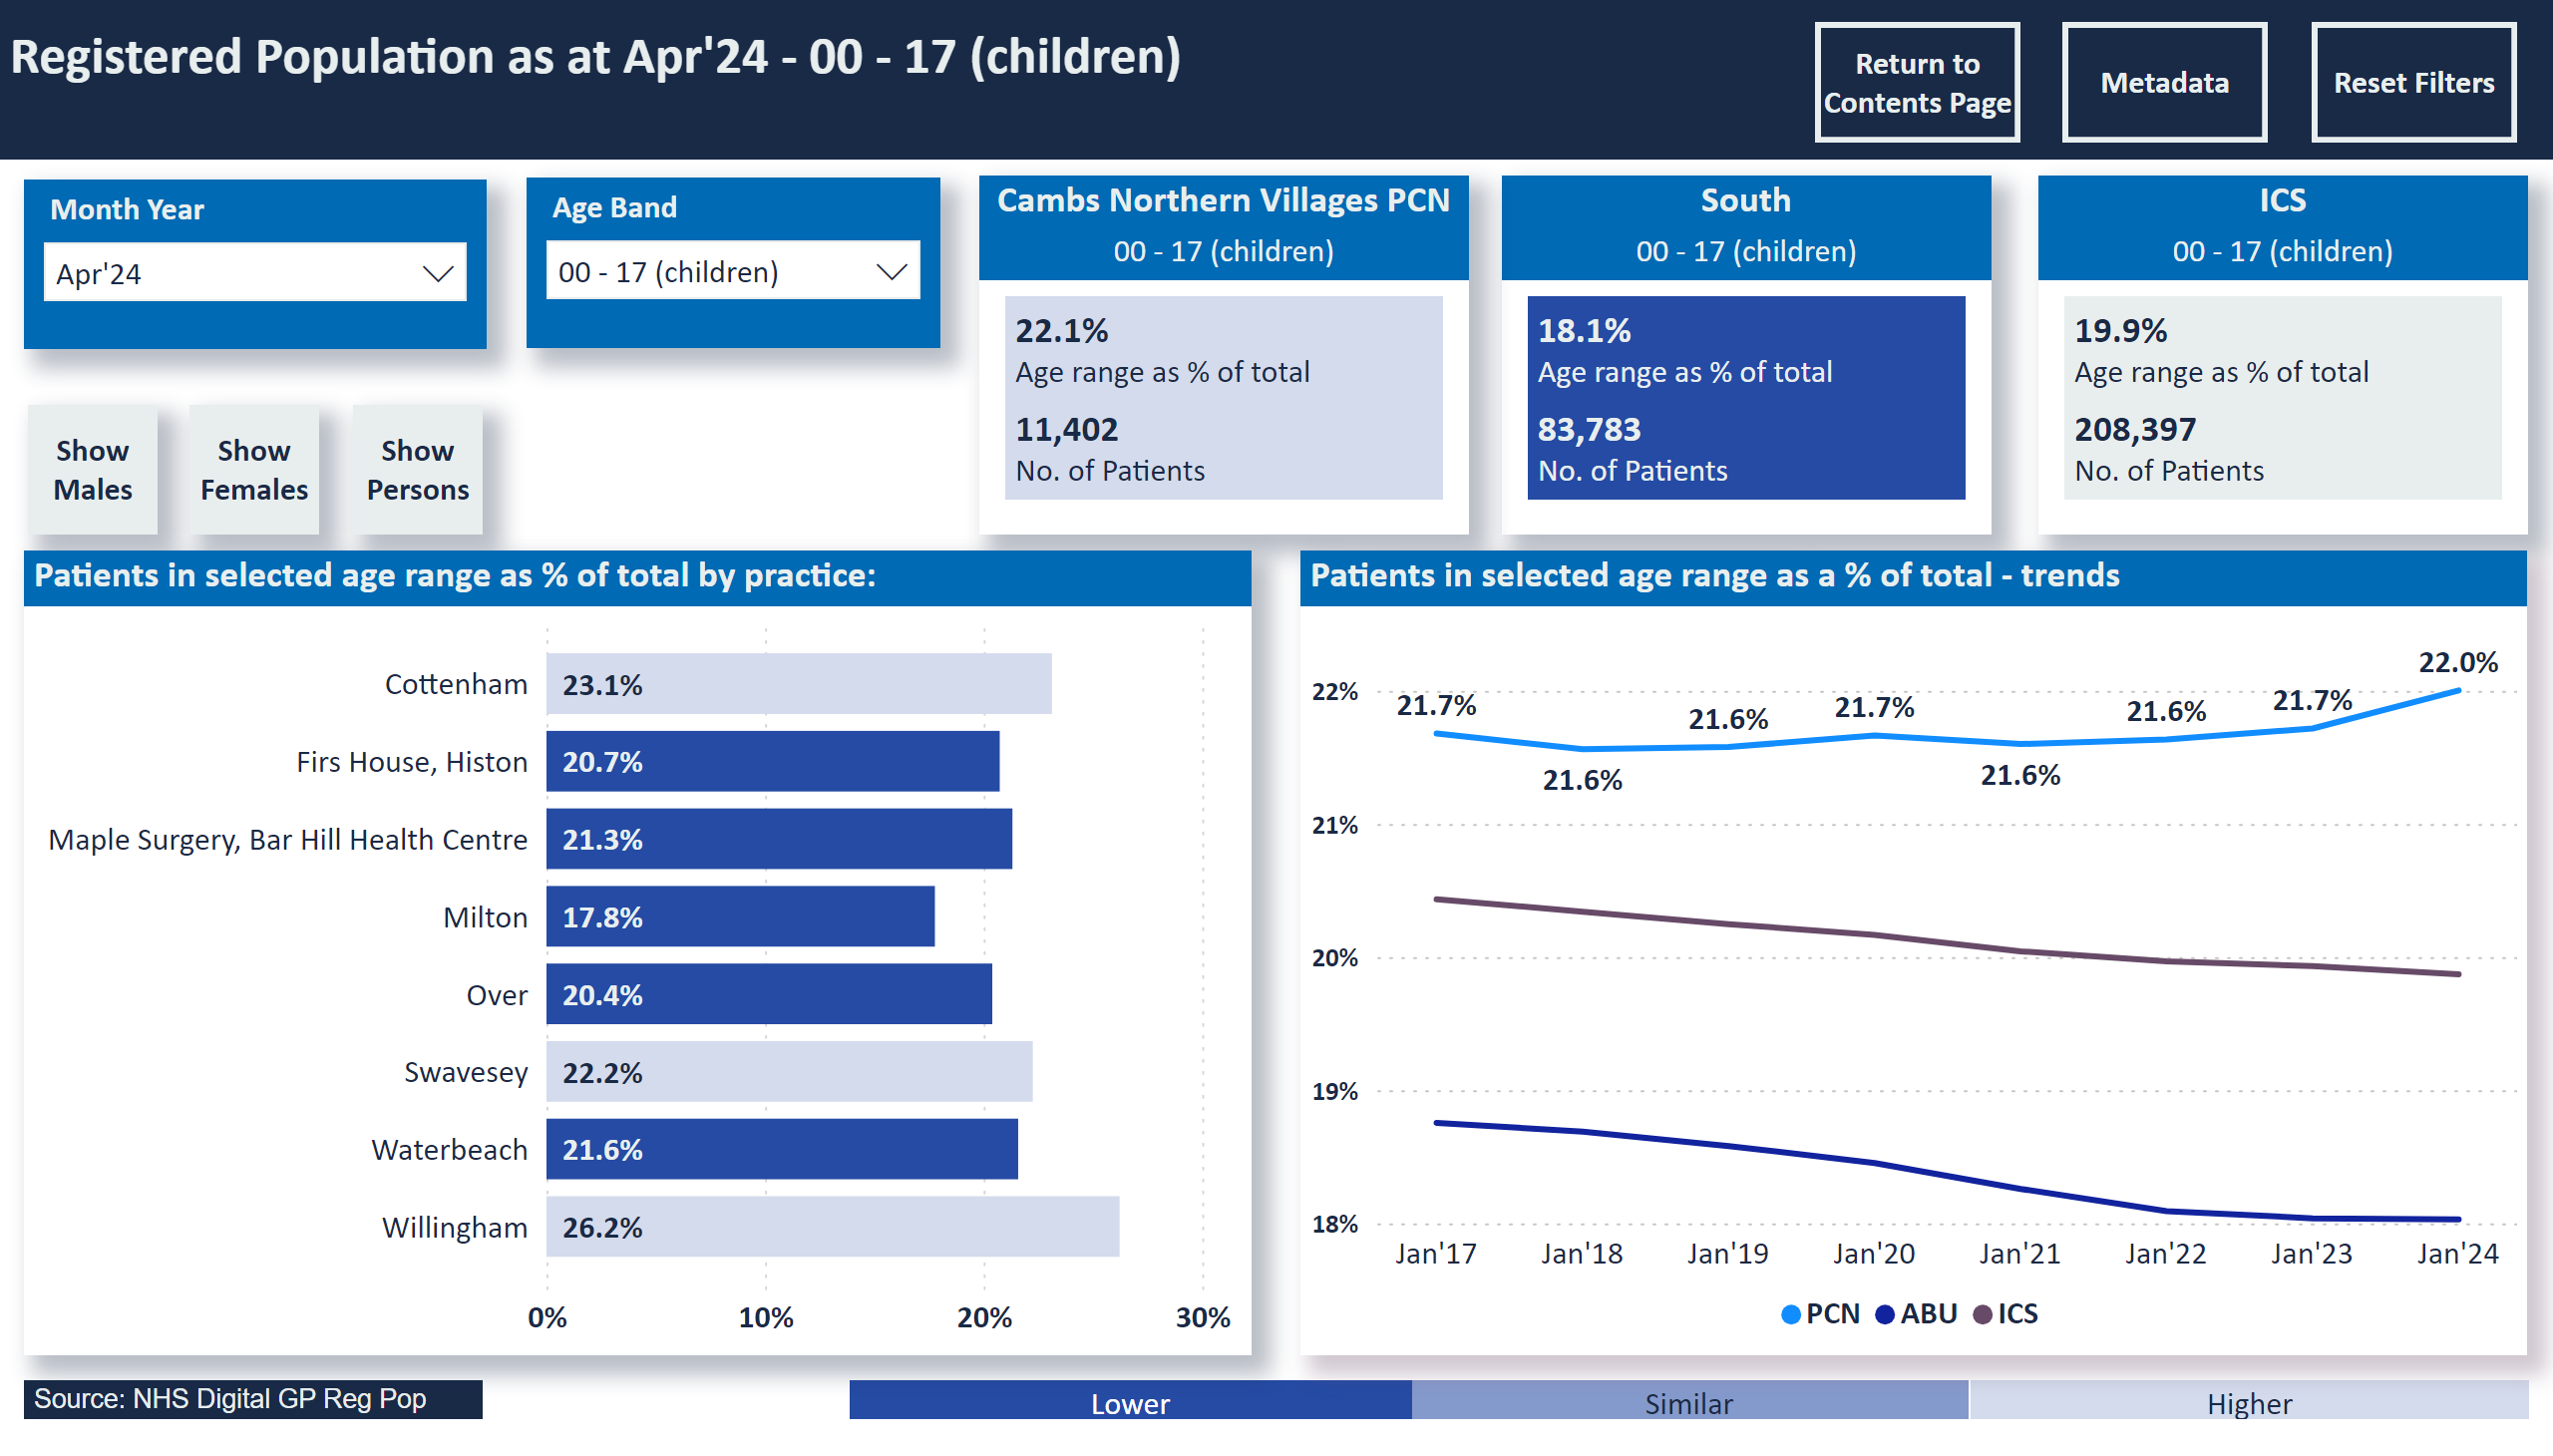 Registered Population as at Apr'24 - 00 - 17 (children)
Return to
Contents Page
Metadata
Reset Filters
Month Year
Apr'24
Age Band
00 - 17 (children)
Cambs Northern Villages PCN
00 - 17 (children)
22.1%
Age range as % of total
11,402
No. of Patients
South
00 - 17 (children)
18.1%
Age range as % of total
83,783
No. of Patients
ICS
00 - 17 (children)
19.9%
Age range as % of total
208,397
No. of Patients
Show
Males
Show
Females
Show
Persons
Patients in selected age range as % of total by practice:
Cottenham 23.1%
Firs House, Histon 20.7%
Maple Surgery, Bar Hill Health Centre 21.3%
Milton 17.8%
Over 20.4%
Swavesey 22.2%
Waterbeach 21.6%
Willingham 26.2%
0% 10% 20% 30%
Patients in selected age range as a % of total - trends
22%
21%
20%
19%
18%
21.7% 21.6% 21.6% 21.7% 21.6% 21.6% 21.7% 22.0%
Jan'17 Jan'18 Jan'19 Jan'20 Jan'21 Jan'22 Jan'23 Jan'24
PCN ABU ICS
Source: NHS Digital GP Reg Pop
Lower Similar Higher